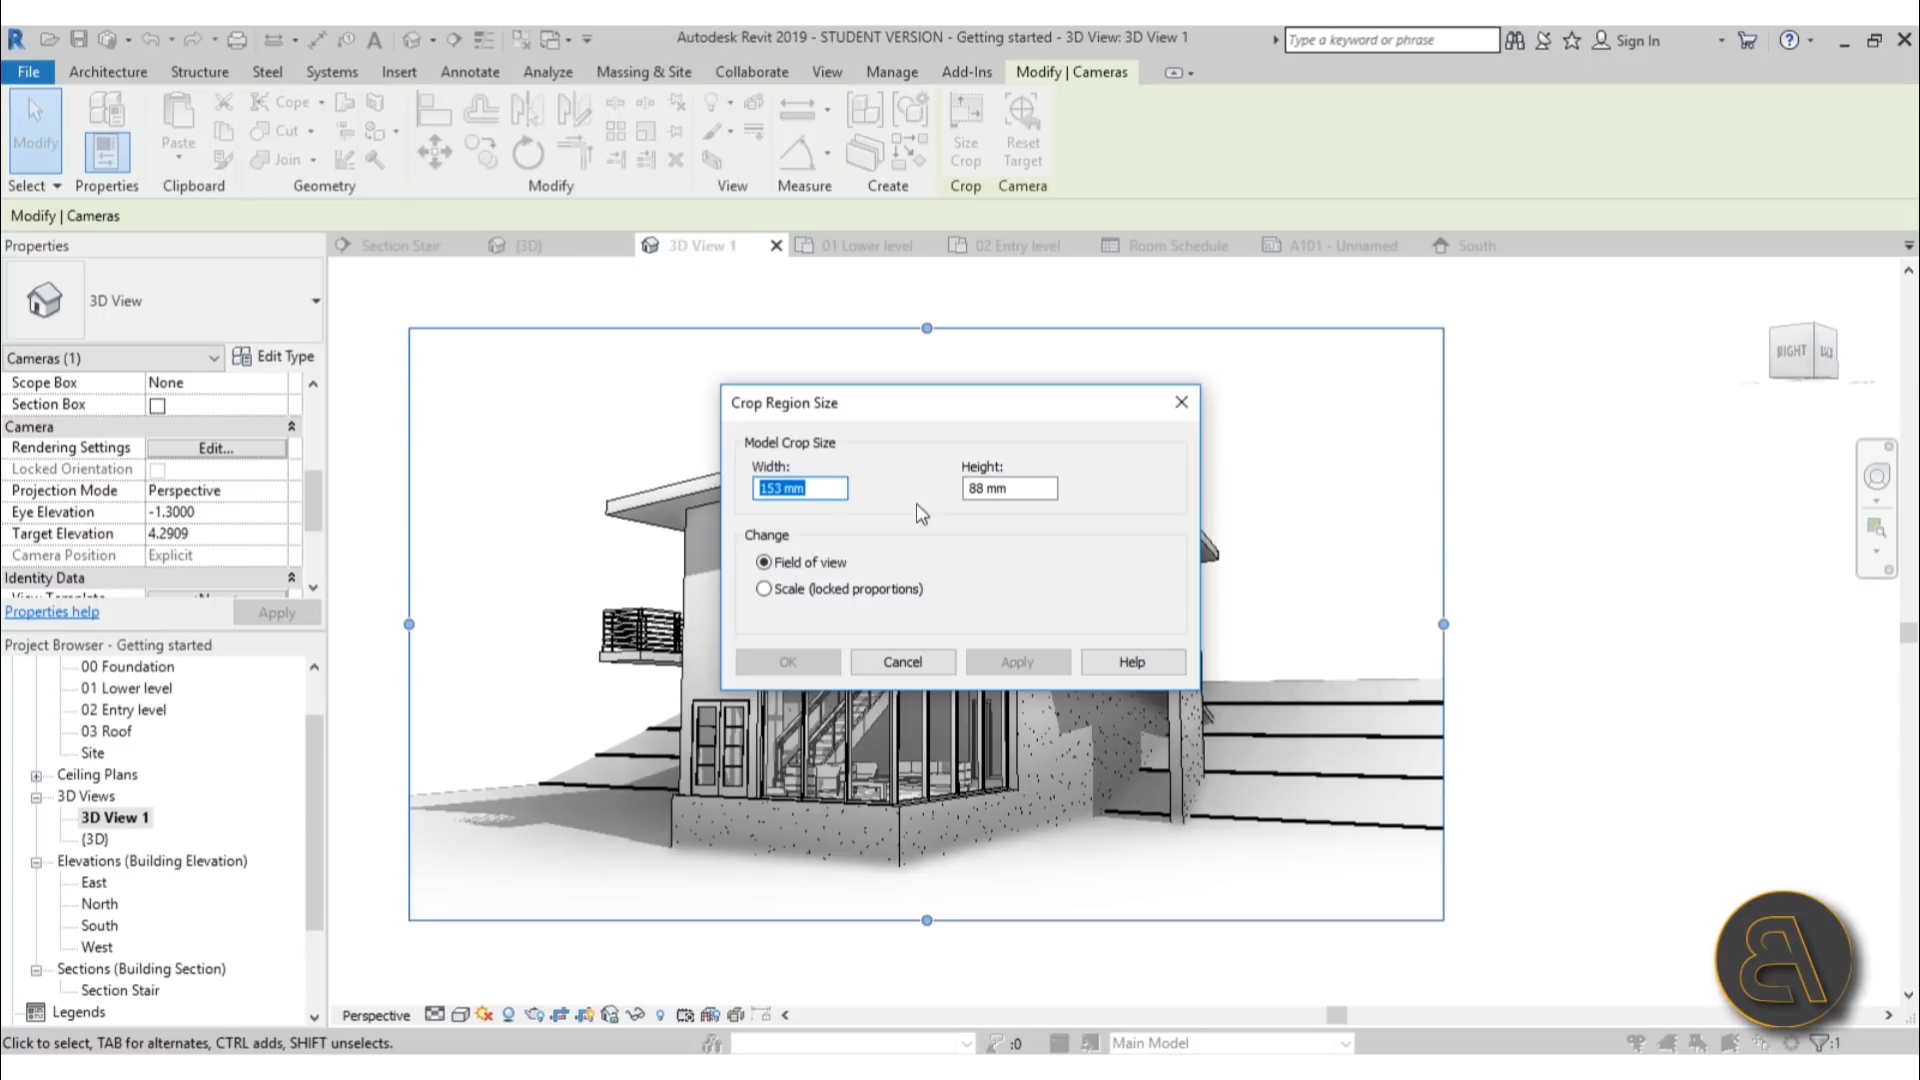 Autodesk Revit 2019 - STUDENT VERSION - Getting started - 3D View: 3D View 1
Type a keyword or phrase
Sign In
File Architecture Structure Steel Systems Insert Annotate Analyze Massing & Site Collaborate View Manage Add-Ins Modify | Cameras
Modify
Paste
Cope
Cut
Join
Size Crop
Reset Target
Select Properties Clipboard Geometry Modify View Measure Create Crop Camera
Modify | Cameras
Properties
Section Stair {3D} 3D View 1 01 Lower level 02 Entry level Room Schedule A101 - Unnamed South
3D View
Cameras (1) Edit Type
Scope Box None
Section Box
Camera
Rendering Settings Edit...
Locked Orientation
Projection Mode Perspective
Eye Elevation -1.3000
Target Elevation 4.2909
Camera Position Explicit
Identity Data
Properties help Apply
Project Browser - Getting started
00 Foundation
01 Lower level
02 Entry level
03 Roof
Site
Ceiling Plans
3D Views
3D View 1
{3D}
Elevations (Building Elevation)
East
North
South
West
Sections (Building Section)
Section Stair
Legends
RIGHT
Crop Region Size
Model Crop Size
Width: Height:
153 mm 88 mm
Change
Field of view
Scale (locked proportions)
OK Cancel Apply Help
Perspective
Click to select, TAB for alternates, CTRL adds, SHIFT unselects.
:0
Main Model
:1